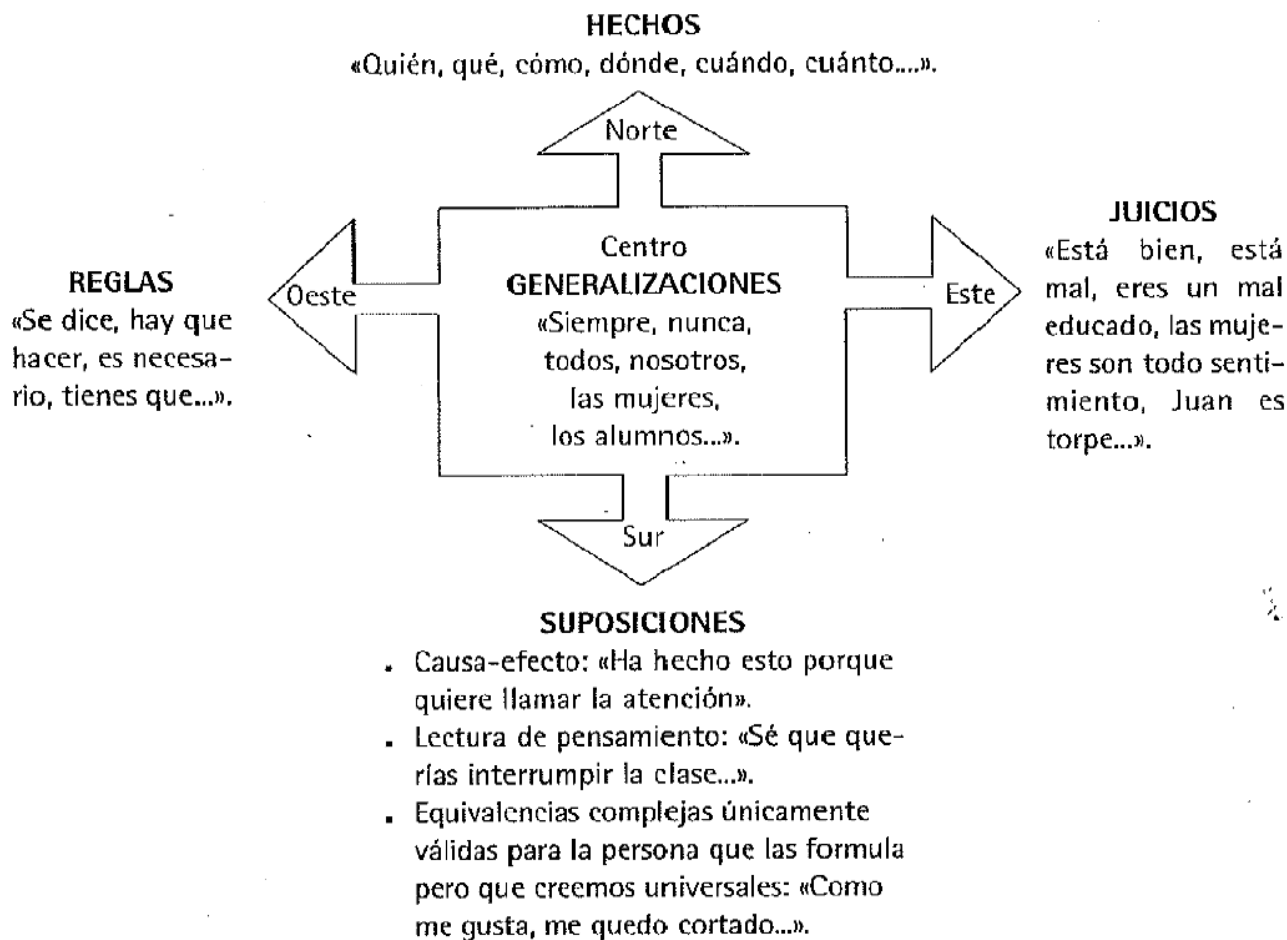 HECHOS
«Quién, qué, cómo, dónde, cuándo, cuánto....».
Norte
JUICIOS
«Está bien, está
mal, eres un mal
educado, las muje-
res son todo senti-
miento, Juan es
torpe...».
Este
Centro
GENERALIZACIONES
«Siempre, nunca,
todos, nosotros,
las mujeres,
los alumnos...».
REGLAS
«Se dice, hay que
hacer, es necesa-
rio, tienes que...».
Oeste
Sur
SUPOSICIONES
. Causa-efecto: «Ha hecho esto porque
quiere llamar la atención».
. Lectura de pensamiento: «Sé que que-
rías interrumpir la clase...».
. Equivalencias complejas únicamente
válidas para la persona que las formula
pero que creemos universales: «Como
me gusta, me quedo cortado...».